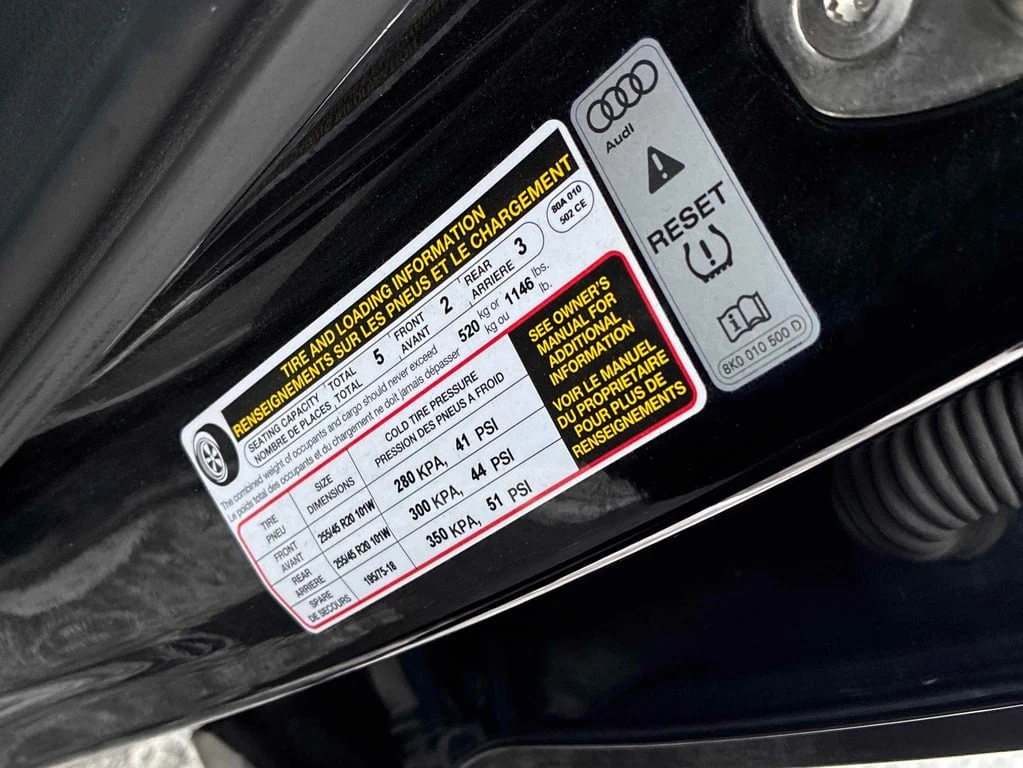 TIRE AND LOADING INFORMATION
RENSEIGNEMENTS SUR LES PNEUS ET LE CHARGEMENT
80A 010
502 CE
SEATING CAPACITY TOTAL 5 FRONT 2 REAR 3
NOMBRE DE PLACES TOTAL AVANT ARRIERE
The combined weight of occupants and cargo should never exceed 520 kg or 1146 lbs.
Le poids total des occupants et du chargement ne doit jamais dépasser kg ou lb.
TIRE
PNEU
SIZE
DIMENSIONS
COLD TIRE PRESSURE
PRESSION DES PNEUS A FROID
FRONT
AVANT
255/45 R20 101W
280 KPA, 41 PSI
REAR
ARRIERE
255/45 R20 101W
300 KPA, 44 PSI
SPARE
DE SECOURS
195/75-18
350 KPA, 51 PSI
SEE OWNER'S
MANUAL FOR
ADDITIONAL
INFORMATION
VOIR LE MANUEL
DU PROPRIETAIRE
POUR PLUS DE
RENSEIGNEMENTS
Audi
RESET
8K0 010 500 D